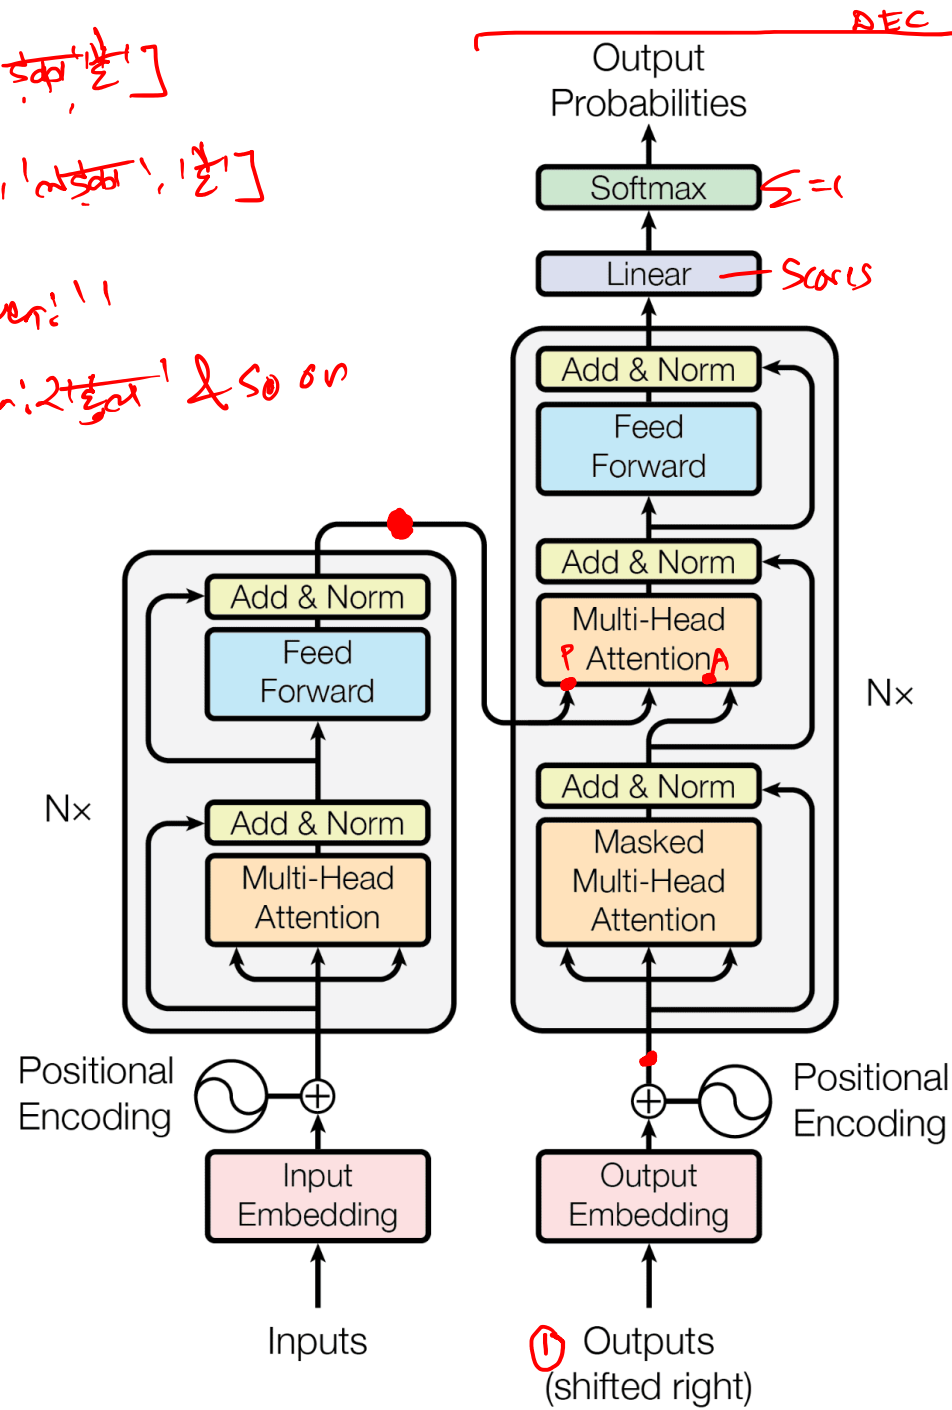 DEC
Output
Probabilities
Softmax Σ=1
Linear Scores
Add & Norm
Feed
Forward
Add & Norm
Multi-Head
Attention
P
A
Nx
Add & Norm
Masked
Multi-Head
Attention
& so on
Add & Norm
Feed
Forward
Nx
Add & Norm
Multi-Head
Attention
Positional
Encoding
Input
Embedding
Inputs
Positional
Encoding
Output
Embedding
1 Outputs
(shifted right)